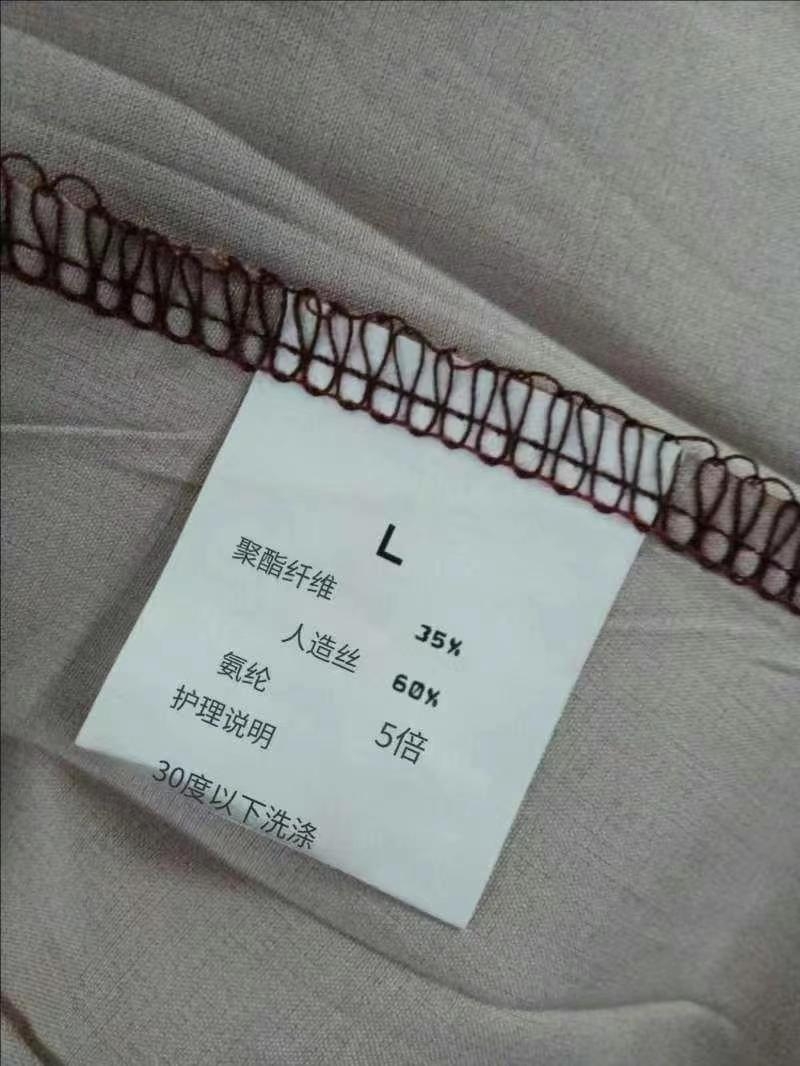 L
聚酯纤维 35%
人造丝 60%
氨纶 5倍
护理说明
30度以下洗涤